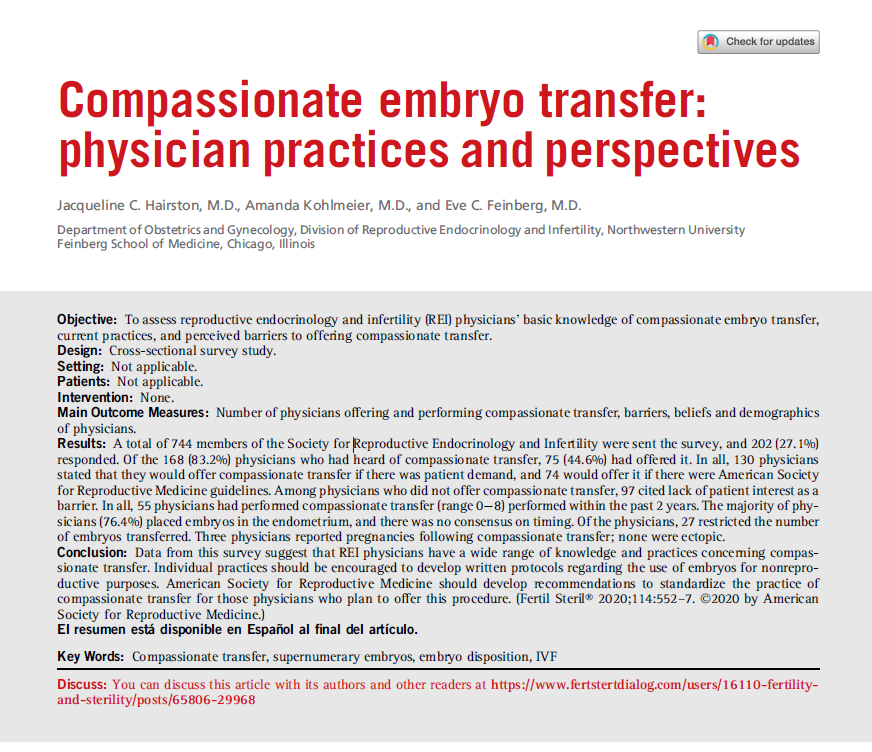 Check for updates
Compassionate embryo transfer:
physician practices and perspectives
Jacqueline C. Hairston, M.D., Amanda Kohlmeier, M.D., and Eve C. Feinberg, M.D.
Department of Obstetrics and Gynecology, Division of Reproductive Endocrinology and Infertility, Northwestern University
Feinberg School of Medicine, Chicago, Illinois
Objective: To assess reproductive endocrinology and infertility (REI) physicians' basic knowledge of compassionate embryo transfer,
current practices, and perceived barriers to offering compassionate transfer.
Design: Cross-sectional survey study.
Setting: Not applicable.
Patients: Not applicable.
Intervention: None.
Main Outcome Measures: Number of physicians offering and performing compassionate transfer, barriers, beliefs and demographics
of physicians.
Results: A total of 744 members of the Society for Reproductive Endocrinology and Infertility were sent the survey, and 202 (27.1%)
responded. Of the 168 (83.2%) physicians who had heard of compassionate transfer, 75 (44.6%) had offered it. In all, 130 physicians
stated that they would offer compassionate transfer if there was patient demand, and 74 would offer it if there were American Society
for Reproductive Medicine guidelines. Among physicians who did not offer compassionate transfer, 97 cited lack of patient interest as a
barrier. In all, 55 physicians had performed compassionate transfer (range 0–8) performed within the past 2 years. The majority of phy-
sicians (76.4%) placed embryos in the endometrium, and there was no consensus on timing. Of the physicians, 27 restricted the number
of embryos transferred. Three physicians reported pregnancies following compassionate transfer; none were ectopic.
Conclusion: Data from this survey suggest that REI physicians have a wide range of knowledge and practices concerning compas-
sionate transfer. Individual practices should be encouraged to develop written protocols regarding the use of embryos for nonrepro-
ductive purposes. American Society for Reproductive Medicine should develop recommendations to standardize the practice of
compassionate transfer for those physicians who plan to offer this procedure. (Fertil Steril® 2020;114:552–7. ©2020 by American
Society for Reproductive Medicine.)
El resumen está disponible en Español al final del artículo.
Key Words: Compassionate transfer, supernumerary embryos, embryo disposition, IVF
Discuss: You can discuss this article with its authors and other readers at https://www.fertstertdialog.com/users/16110-fertility-
and-sterility/posts/65806-29968